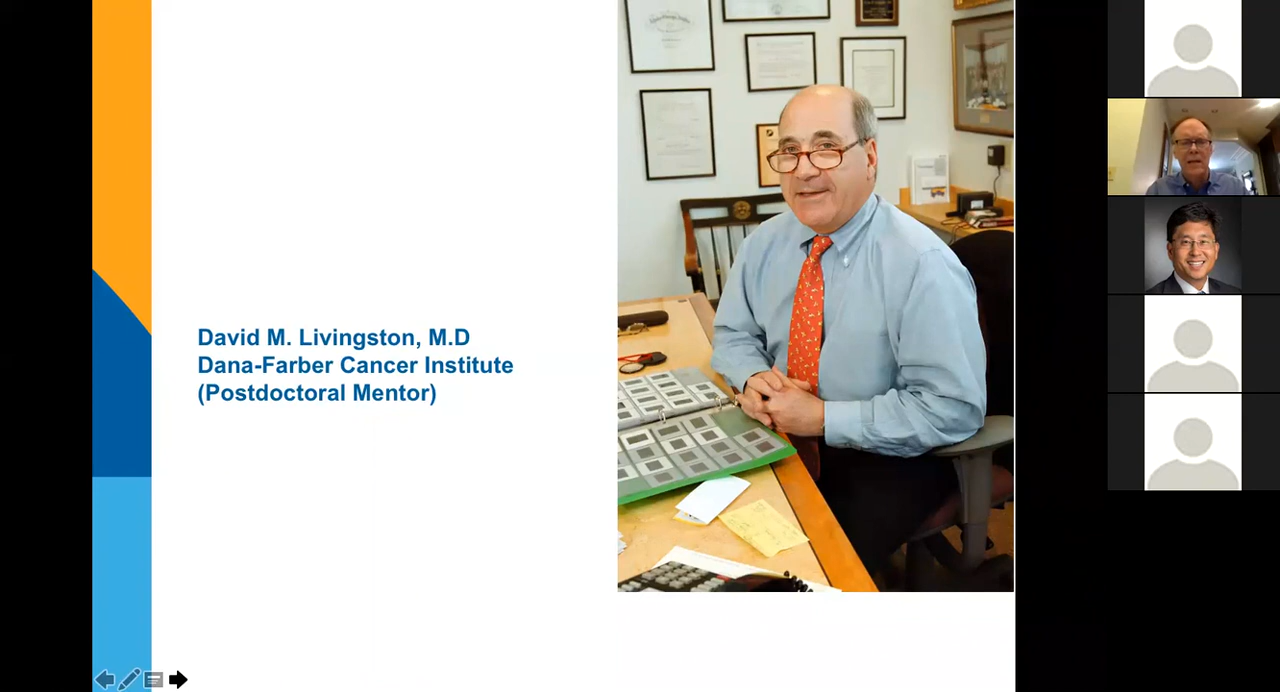 David M. Livingston, M.D
Dana-Farber Cancer Institute
(Postdoctoral Mentor)